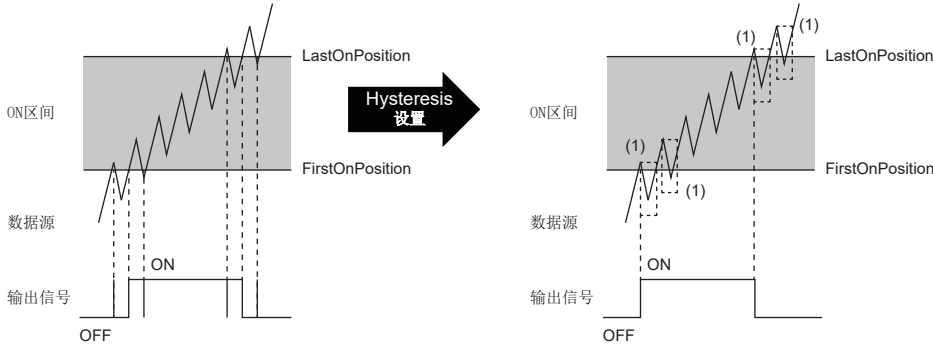 LastOnPosition
ON区间
FirstOnPosition
数据源
ON
输出信号
OFF
Hysteresis
设置
(1)
(1)
LastOnPosition
ON区间
(1)
FirstOnPosition
(1)
数据源
ON
输出信号
OFF